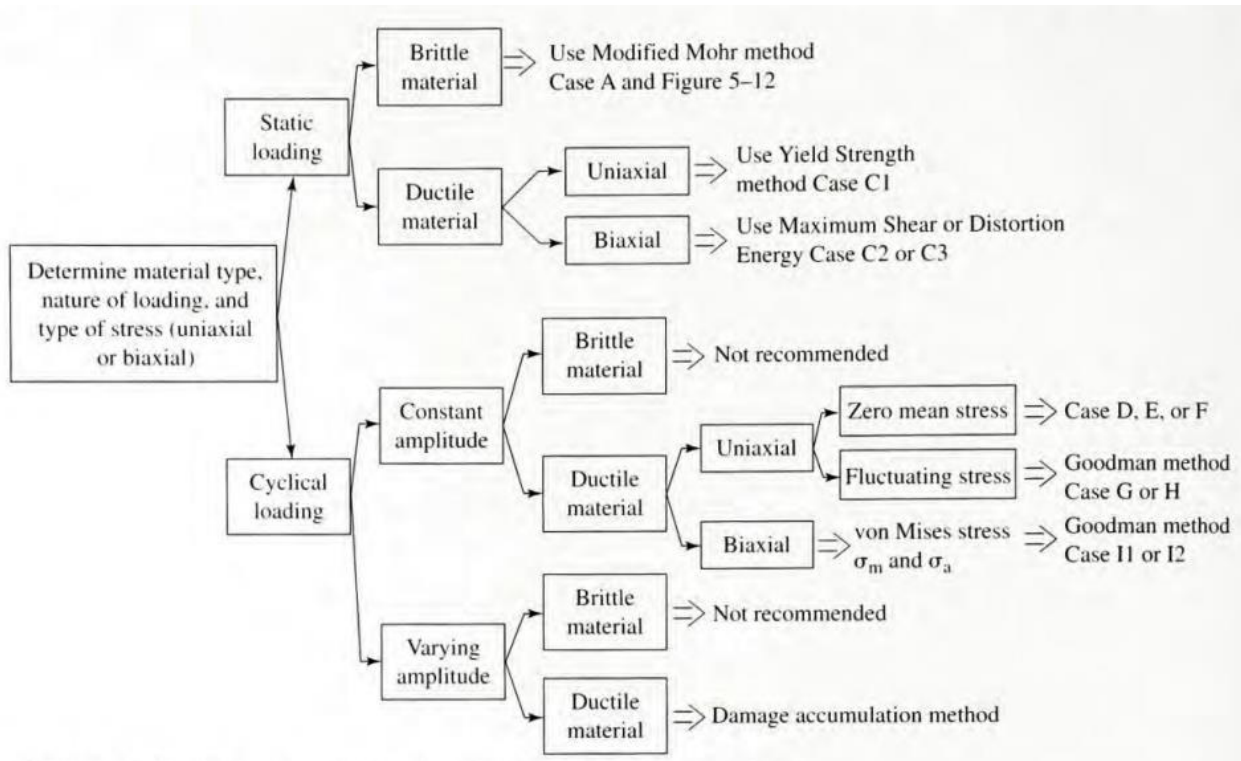 Brittle
material
Use Modified Mohr method
Case A and Figure 5–12
Static
loading
Ductile
material
Uniaxial
Use Yield Strength
method Case C1
Biaxial
Use Maximum Shear or Distortion
Energy Case C2 or C3
Determine material type,
nature of loading, and
type of stress (uniaxial
or biaxial)
Cyclical
loading
Constant
amplitude
Brittle
material
Not recommended
Ductile
material
Uniaxial
Zero mean stress
Case D, E, or F
Fluctuating stress
Goodman method
Case G or H
Biaxial
von Mises stress
σm and σa
Goodman method
Case I1 or I2
Varying
amplitude
Brittle
material
Not recommended
Ductile
material
Damage accumulation method